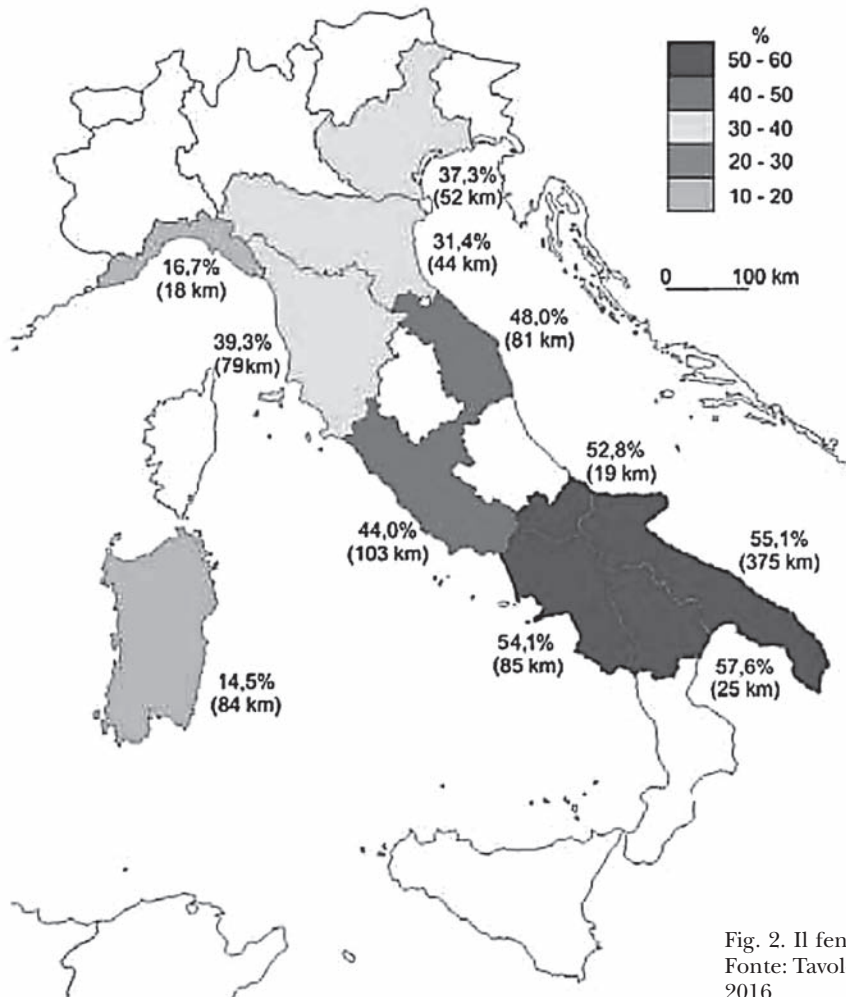 %
50 - 60
40 - 50
30 - 40
20 - 30
10 - 20
0 100 km
37,3%
(52 km)
31,4%
(44 km)
16,7%
(18 km)
48,0%
(81 km)
39,3%
(79km)
52,8%
(19 km)
44,0%
(103 km)
55,1%
(375 km)
54,1%
(85 km)
57,6%
(25 km)
14,5%
(84 km)
Fig. 2. Il fen
Fonte: Tavol
2016